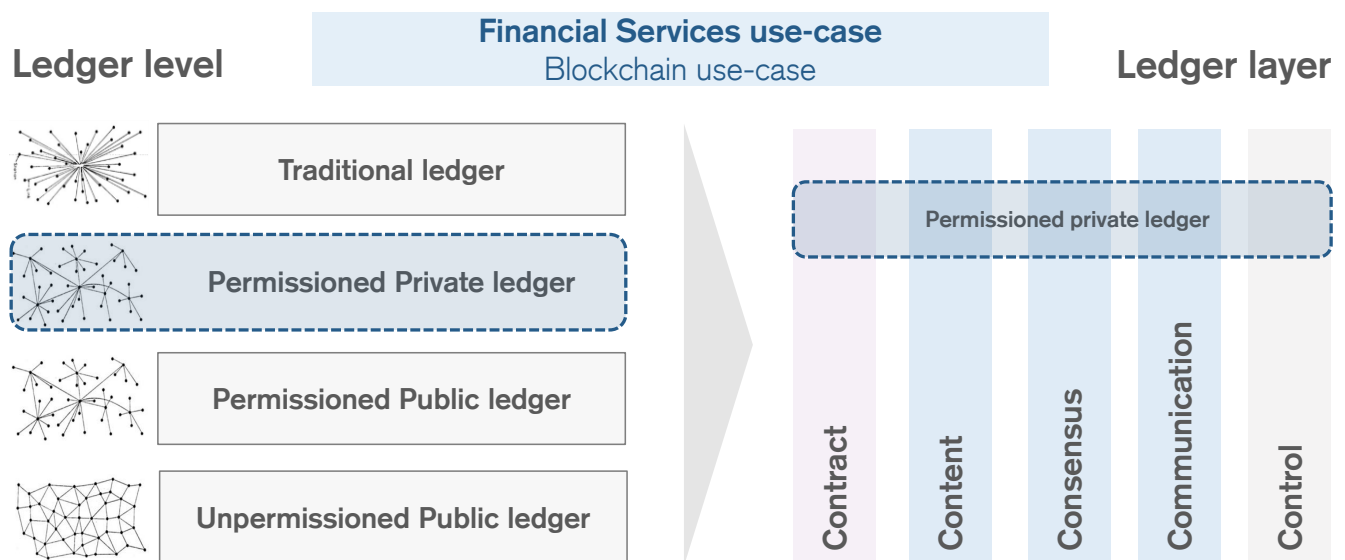 Financial Services use-case
Blockchain use-case
Ledger level
Ledger layer
Traditional ledger
Permissioned Private ledger
Permissioned Public ledger
Unpermissioned Public ledger
Permissioned private ledger
Contract
Content
Consensus
Communication
Control